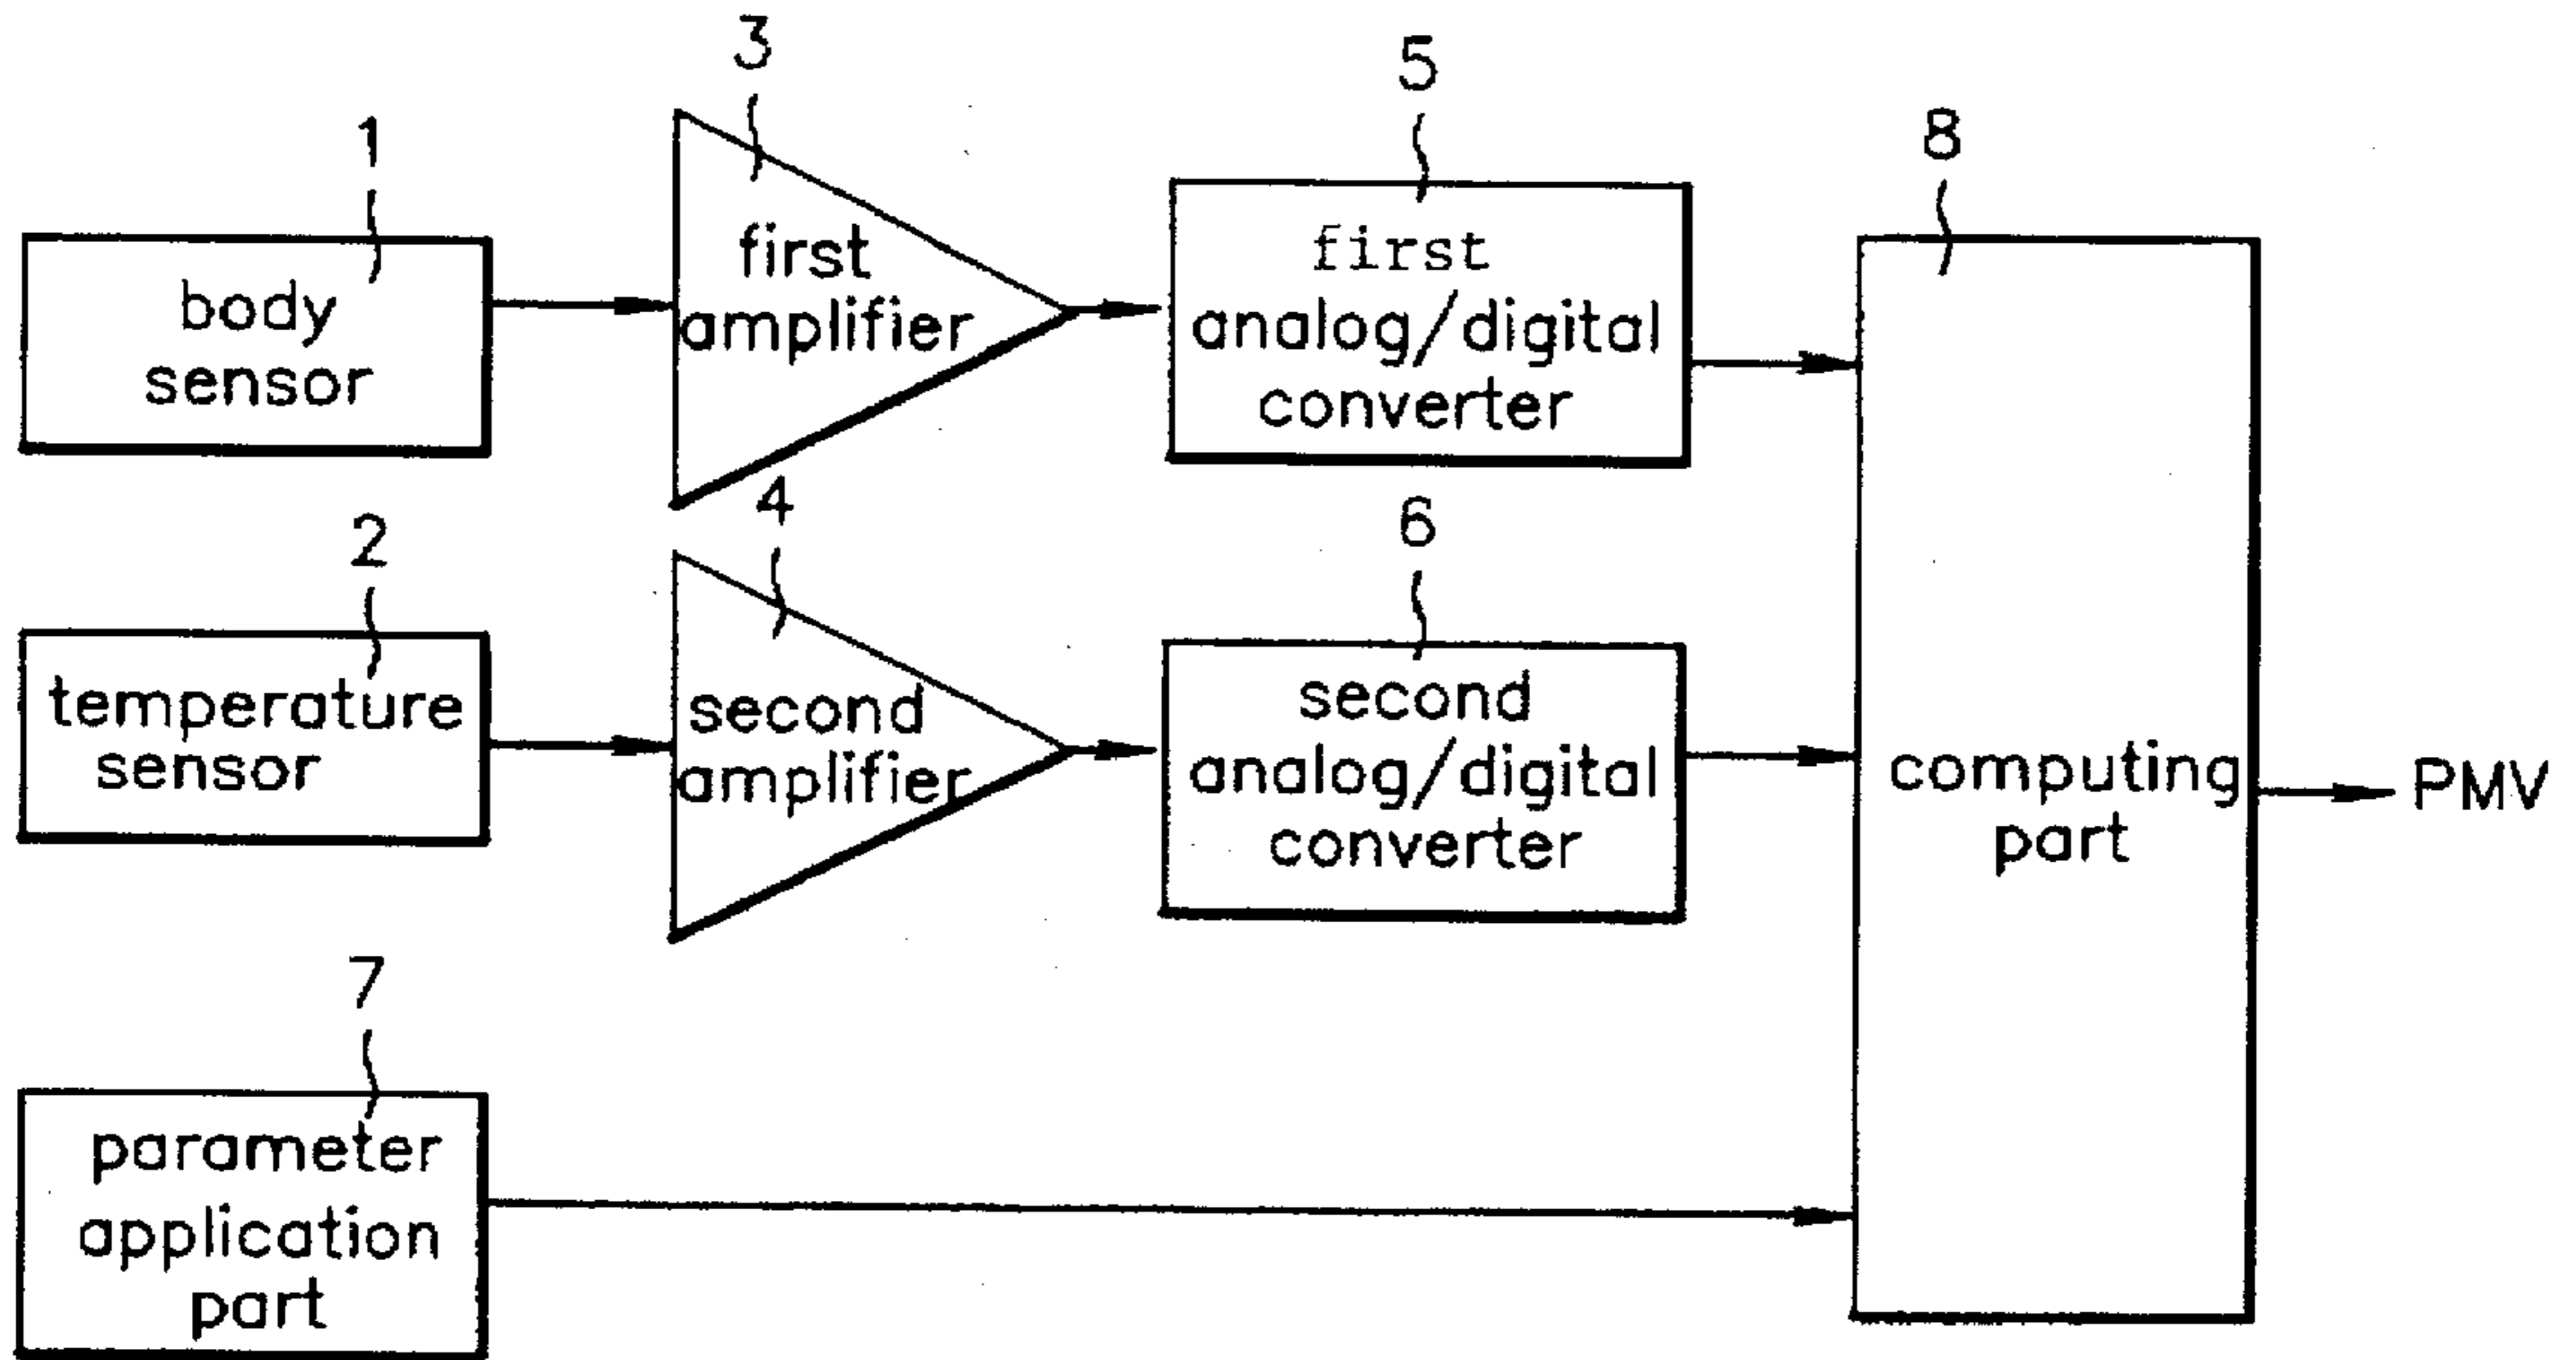 3
5
1
8
body
sensor
first
amplifier
first
analog/digital
converter
2
4
6
temperature
sensor
second
amplifier
second
analog/digital
converter
computing
part
PMV
7
parameter
application
part